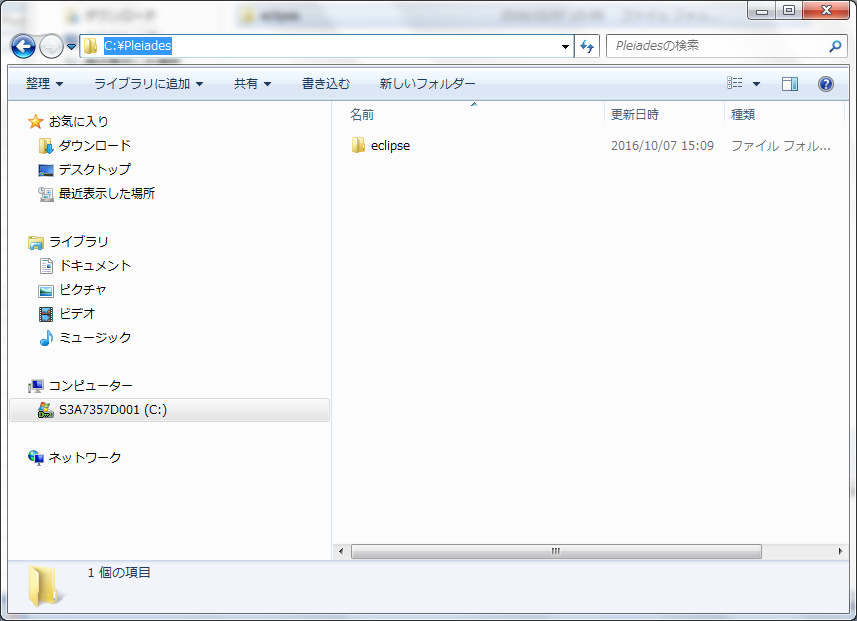 C:¥Pleiades
Pleiadesの検索
整理 ライブラリに追加 共有 書き込む 新しいフォルダー
名前 更新日時 種類
eclipse 2016/10/07 15:09 ファイル フォル...
お気に入り
ダウンロード
デスクトップ
最近表示した場所
ライブラリ
ドキュメント
ピクチャ
ビデオ
ミュージック
コンピューター
S3A7357D001 (C:)
ネットワーク
1 個の項目